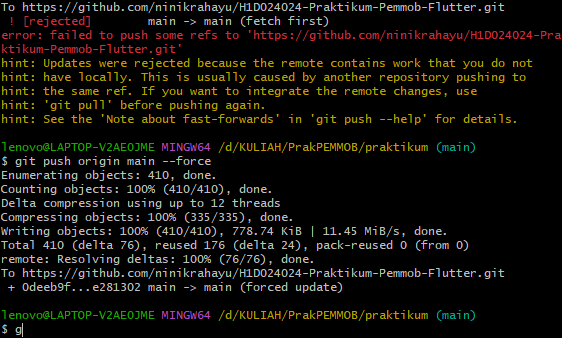 To https://github.com/ninikrahayu/H1D024024-Praktikum-Pemmob-Flutter.git
 ! [rejected]        main -> main (fetch first)
error: failed to push some refs to 'https://github.com/ninikrahayu/H1D024024-Pra
ktikum-Pemmob-Flutter.git'
hint: Updates were rejected because the remote contains work that you do not
hint: have locally. This is usually caused by another repository pushing to
hint: the same ref. If you want to integrate the remote changes, use
hint: 'git pull' before pushing again.
hint: See the 'Note about fast-forwards' in 'git push --help' for details.

lenovo@LAPTOP-V2AE0JME MINGW64 /d/KULIAH/PrakPEMMOB/praktikum (main)
$ git push origin main --force
Enumerating objects: 410, done.
Counting objects: 100% (410/410), done.
Delta compression using up to 12 threads
Compressing objects: 100% (335/335), done.
Writing objects: 100% (410/410), 778.74 KiB | 11.45 MiB/s, done.
Total 410 (delta 76), reused 176 (delta 24), pack-reused 0 (from 0)
remote: Resolving deltas: 100% (76/76), done.
To https://github.com/ninikrahayu/H1D024024-Praktikum-Pemmob-Flutter.git
 + 0deeb9f...e281302 main -> main (forced update)

lenovo@LAPTOP-V2AE0JME MINGW64 /d/KULIAH/PrakPEMMOB/praktikum (main)
$ g